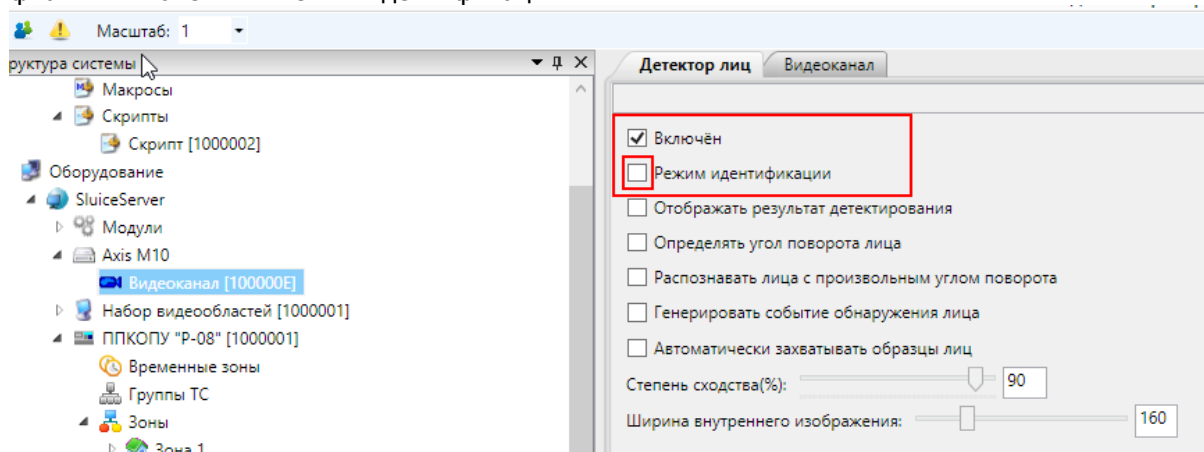 Масштаб: 1
руктура системы
Макросы
Скрипты
Скрипт [1000002]
Оборудование
SluiceServer
Модули
Axis M10
Видеоканал [100000E]
Набор видеообластей [1000001]
ППКОПУ "Р-08" [1000001]
Временные зоны
Группы ТС
Зоны
Зона 1
Детектор лиц
Видеоканал
Включён
Режим идентификации
Отображать результат детектирования
Определять угол поворота лица
Распознавать лица с произвольным углом поворота
Генерировать событие обнаружения лица
Автоматически захватывать образцы лиц
Степень сходства(%): 90
Ширина внутреннего изображения: 160